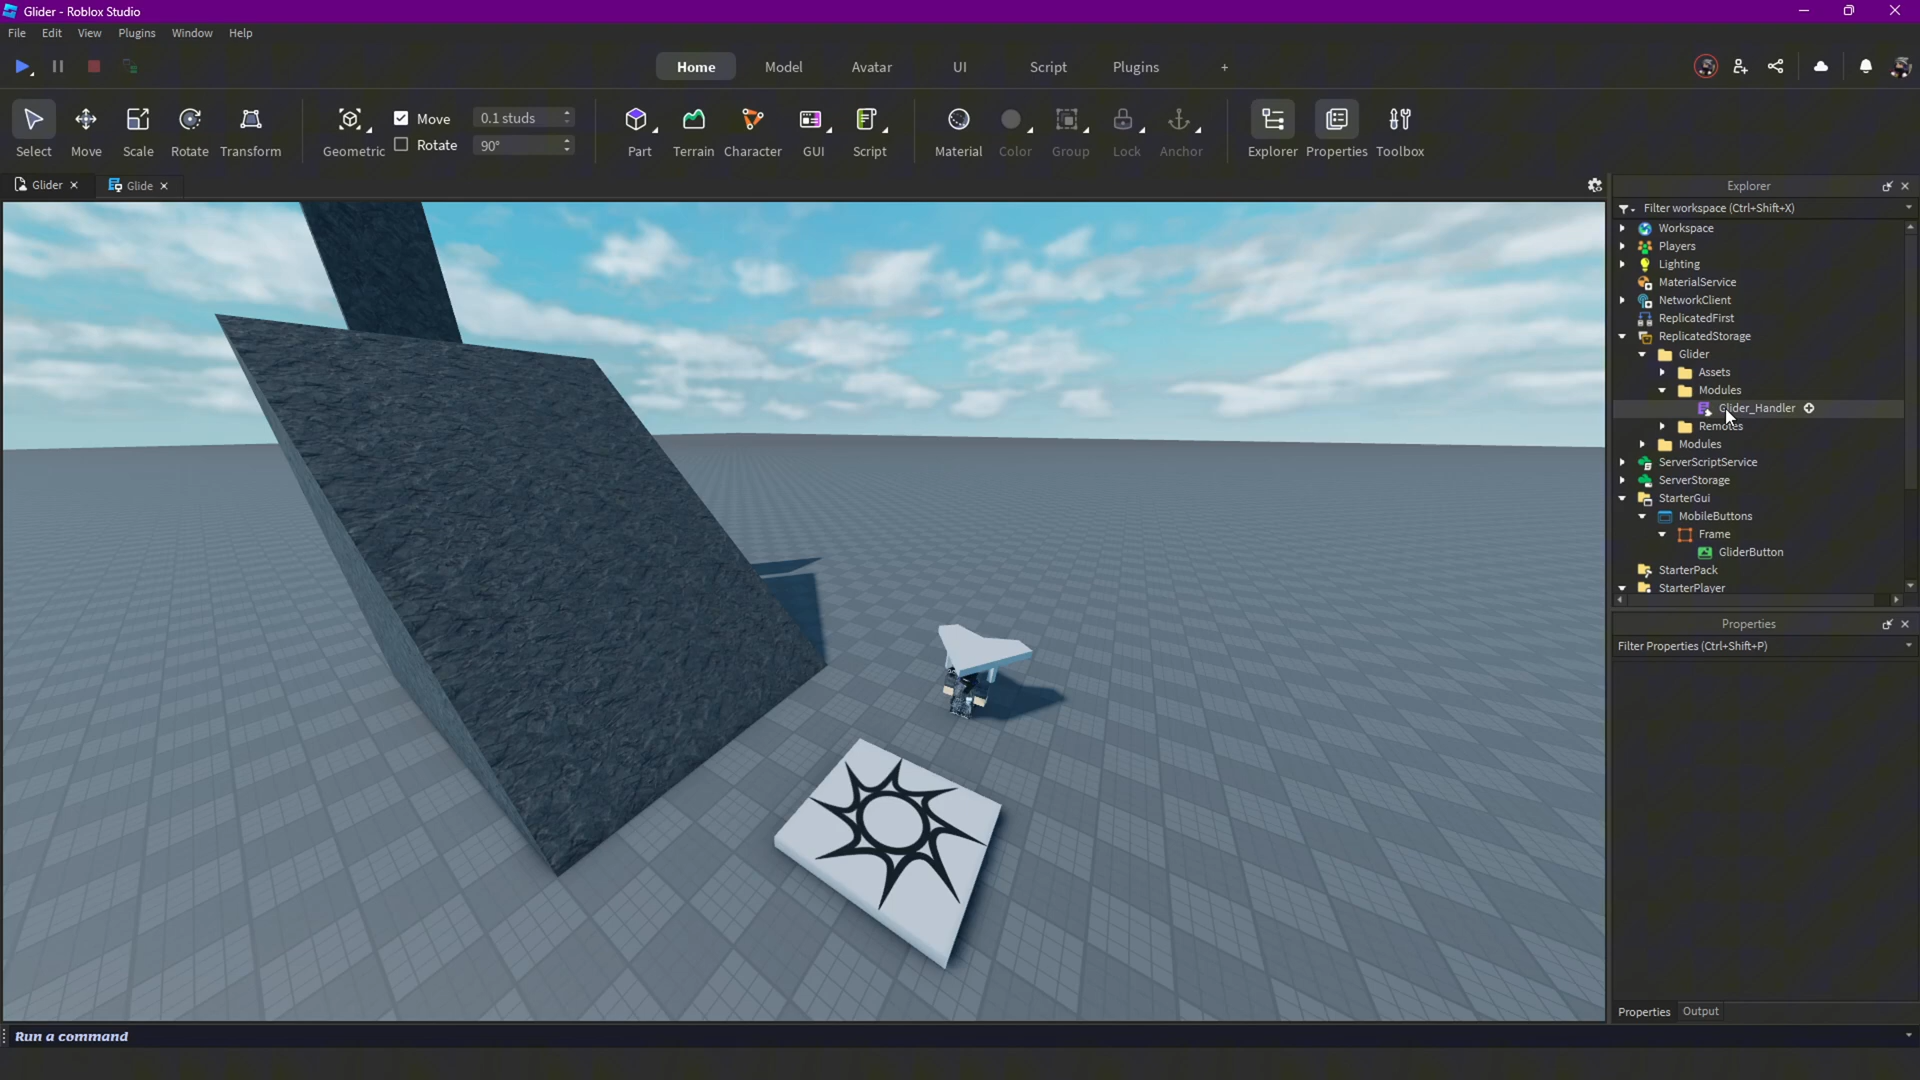 Glider - Roblox Studio
File Edit View Plugins Window Help
Home Model Avatar UI Script Plugins +
Select Move Scale Rotate Transform Geometric Move 0.1 studs Rotate 90° Part Terrain Character GUI Script Material Color Group Lock Anchor Explorer Properties Toolbox
Glider Glide
Explorer
Filter workspace (Ctrl+Shift+X)
Workspace
Players
Lighting
MaterialService
NetworkClient
ReplicatedFirst
ReplicatedStorage
Glider
Assets
Modules
Glider_Handler
Remotes
Modules
ServerScriptService
ServerStorage
StarterGui
MobileButtons
Frame
GliderButton
StarterPack
StarterPlayer
Properties
Filter Properties (Ctrl+Shift+P)
Properties Output
Run a command